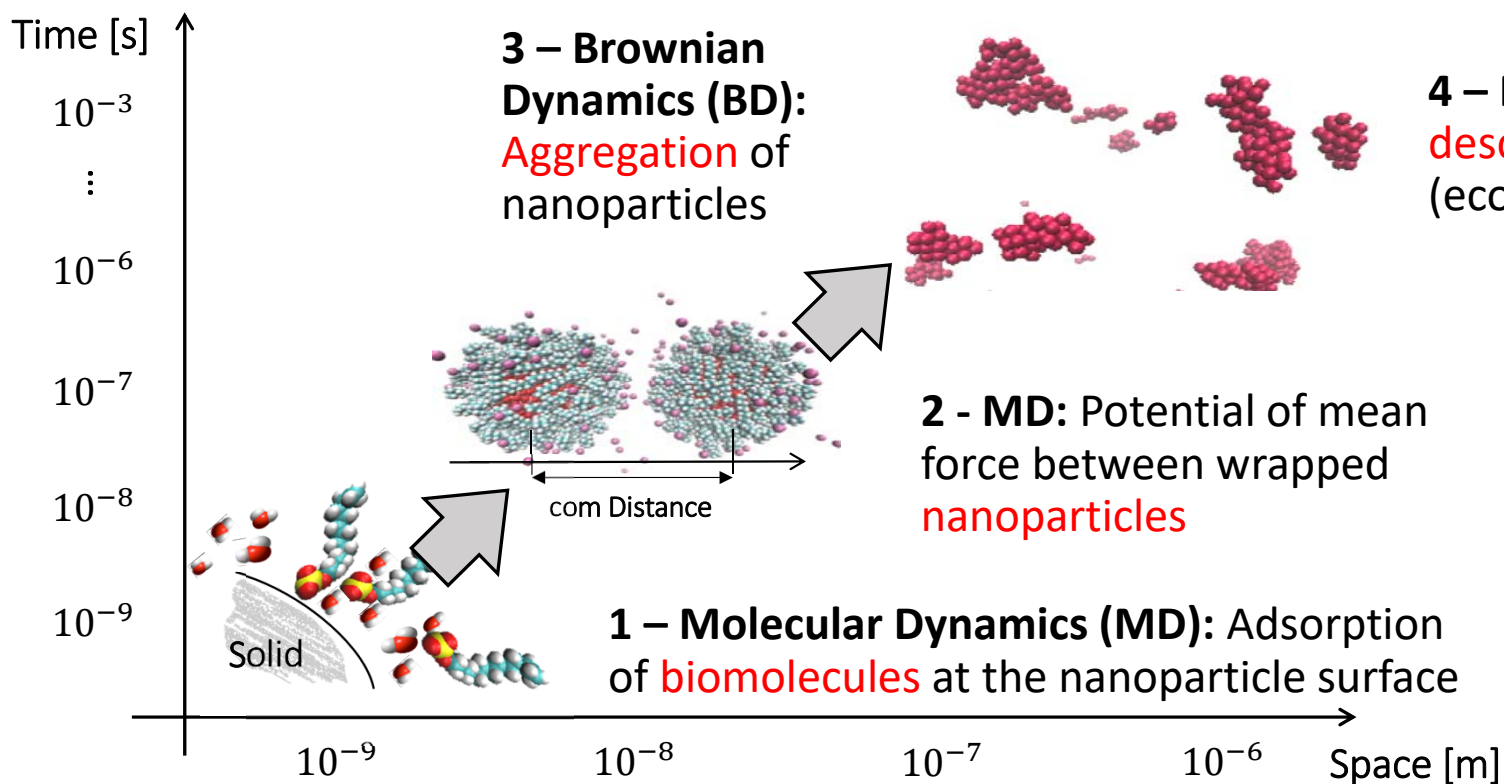 Time [s]
10⁻³
⋮
10⁻⁶
10⁻⁷
10⁻⁸
10⁻⁹
3 – Brownian
Dynamics (BD):
Aggregation of
nanoparticles
4 –
com Distance
2 - MD: Potential of mean
force between wrapped
nanoparticles
Solid
1 – Molecular Dynamics (MD): Adsorption
of biomolecules at the nanoparticle surface
10⁻⁹
10⁻⁸
10⁻⁷
10⁻⁶
Space [m]